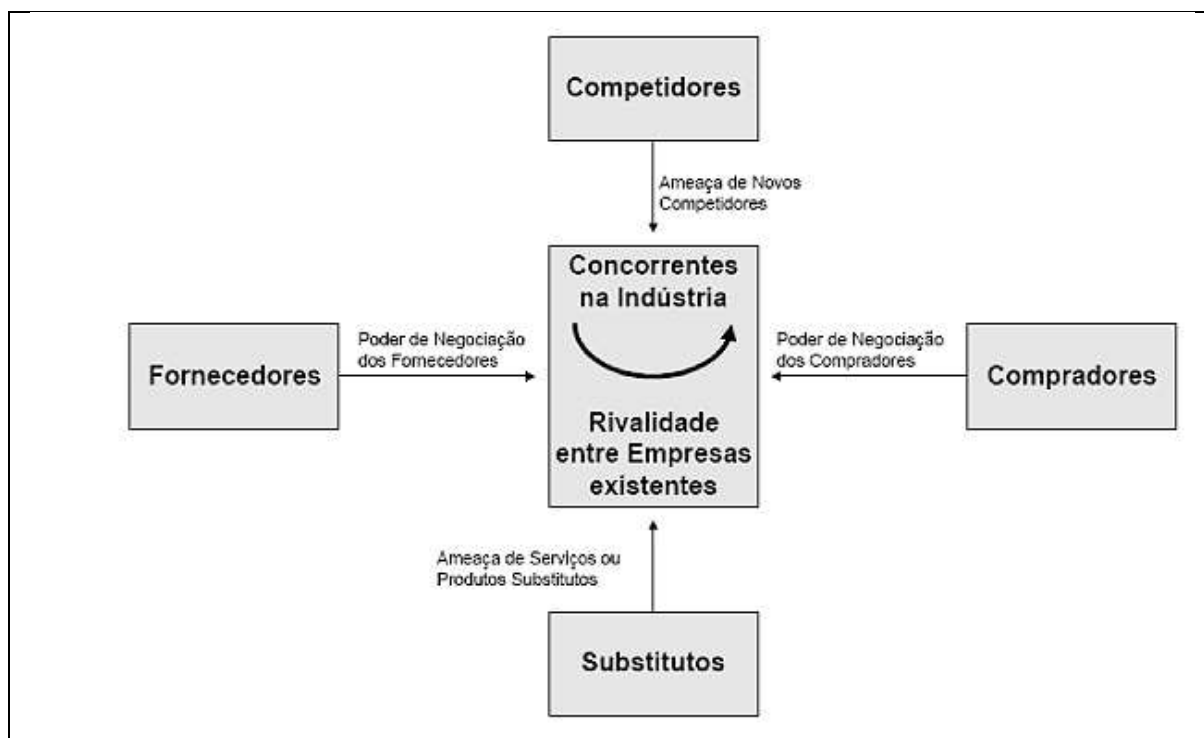 Competidores
Ameaça de Novos
Competidores
Concorrentes
na Indústria
Poder de Negociação
dos Fornecedores
Poder de Negociação
dos Compradores
Fornecedores
Compradores
Rivalidade
entre Empresas
existentes
Ameaça de Serviços ou
Produtos Substitutos
Substitutos